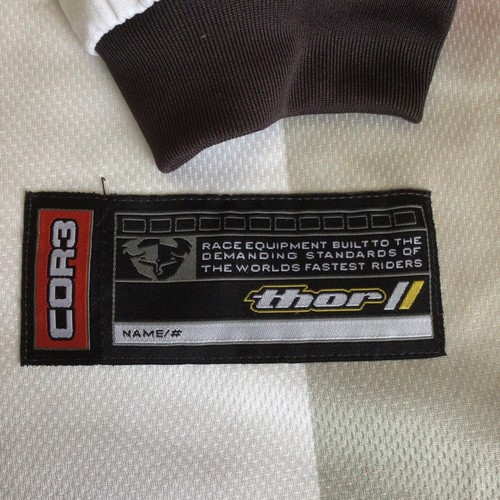 COR3
RACE EQUIPMENT BUILT TO THE
DEMANDING STANDARDS OF
THE WORLDS FASTEST RIDERS
thor
NAME/#